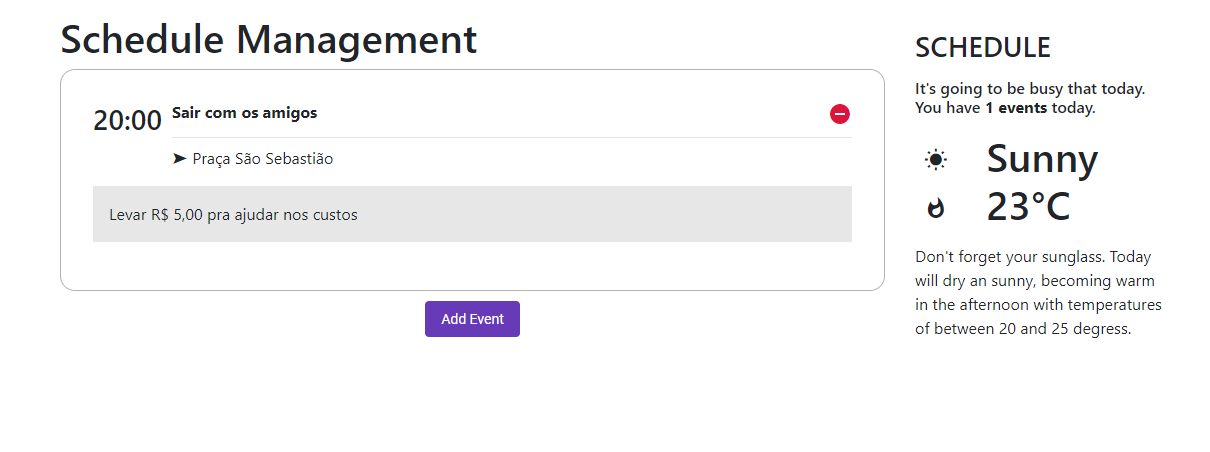 Schedule Management
20:00
Sair com os amigos
Praça São Sebastião
Levar R$ 5,00 pra ajudar nos custos
Add Event
SCHEDULE
It's going to be busy that today.
You have 1 events today.
Sunny
23°C
Don't forget your sunglass. Today
will dry an sunny, becoming warm
in the afternoon with temperatures
of between 20 and 25 degress.